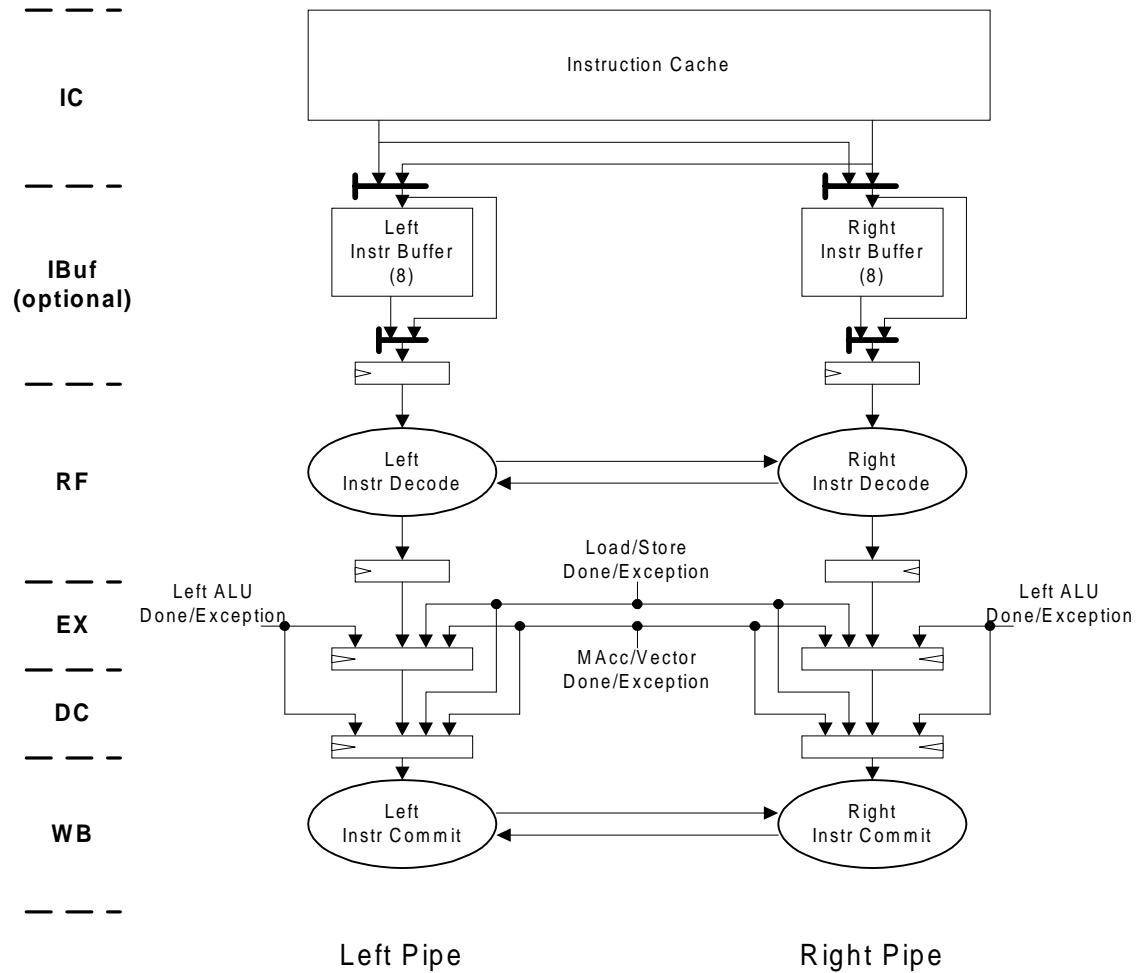 IC
Instruction Cache
IBuf
(optional)
Left
Instr Buffer
(8)
Right
Instr Buffer
(8)
RF
Left
Instr Decode
Right
Instr Decode
Load/Store
Done/Exception
Left ALU
Done/Exception
Left ALU
Done/Exception
EX
MAcc/Vector
Done/Exception
DC
WB
Left
Instr Commit
Right
Instr Commit
Left Pipe
Right Pipe